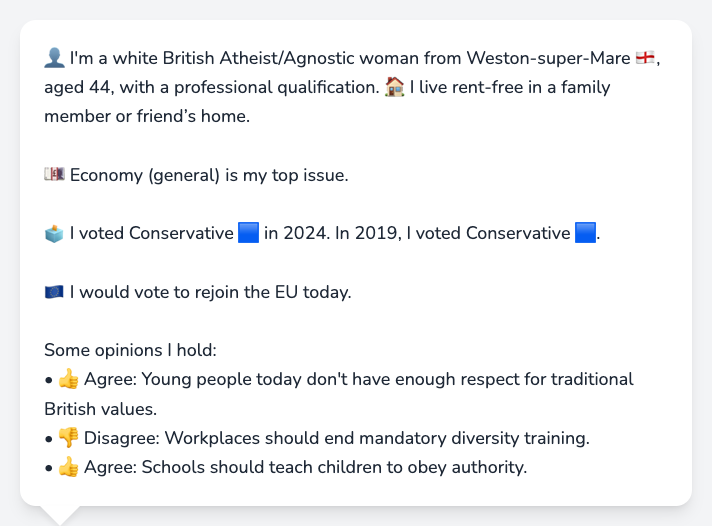 👤 I'm a white British Atheist/Agnostic woman from Weston-super-Mare 🏴󠁧󠁢󠁥󠁮󠁧󠁿,
aged 44, with a professional qualification. 🏠 I live rent-free in a family
member or friend’s home.
💷 Economy (general) is my top issue.
🗳️ I voted Conservative 🟦 in 2024. In 2019, I voted Conservative 🟦.
🇪🇺 I would vote to rejoin the EU today.
Some opinions I hold:
• 👍 Agree: Young people today don't have enough respect for traditional
British values.
• 👎 Disagree: Workplaces should end mandatory diversity training.
• 👍 Agree: Schools should teach children to obey authority.